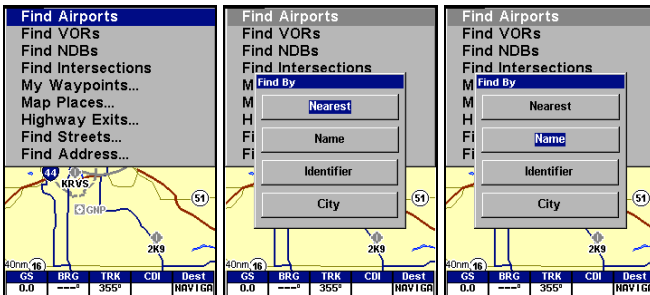 Find Airports
Find VORs
Find NDBs
Find Intersections
My Waypoints...
Map Places...
Highway Exits...
Find Streets...
Find Address...
44
KRVS
GNP
51
2K9
40nm 16
GS BRG TRK CDI Dest
0.0 ---° 355° NAVIGA
Find Airports
Find VORs
Find NDBs
Find Intersections
M
M
H
Fi
Fi
Find By
Nearest
Name
Identifier
City
51
2K9
40nm 16
GS BRG TRK CDI Dest
0.0 ---° 355° NAVIGA
Find Airports
Find VORs
Find NDBs
Find Intersections
M
M
H
Fi
Fi
Find By
Nearest
Name
Identifier
City
51
2K9
40nm 16
GS BRG TRK CDI Dest
0.0 ---° 355° NAVIGA